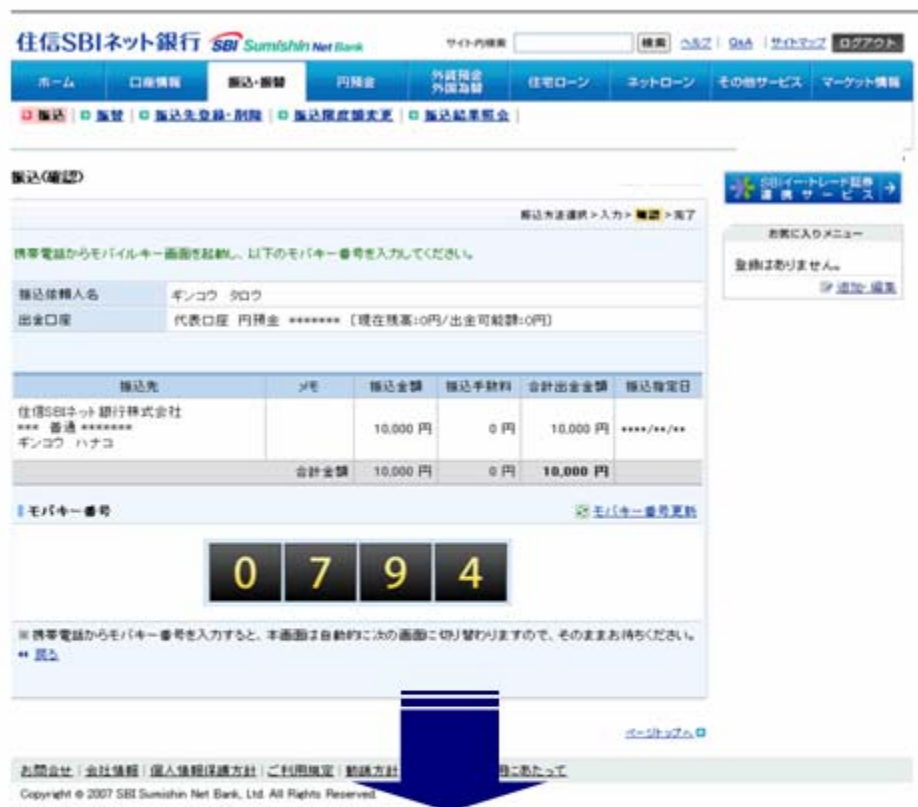 住信SBIネット銀行 SBI Sumishin Net Bank サイト内検索 検索 ヘルプ | Q&A | サイトマップ ログアウト
ホーム 口座情報 振込・振替 円預金 外貨預金 外国為替 住宅ローン ネットローン その他サービス マーケット情報
振込 | 振替 | 振込先登録・削除 | 振込限度額変更 | 振込結果照会 |
振込(確認)
SBIイー・トレード証券 連携サービス
振込方法選択 > 入力 > 確認 > 完了
お気に入りメニュー
携帯電話からモバイルキー画面を起動し、以下のモバキー番号を入力してください。
登録はありません。
追加・編集
振込依頼人名 ギンコウ タロウ
出金口座 代表口座 円預金 ******* [現在残高:0円/出金可能額:0円]
振込先 メモ 振込金額 振込手数料 合計出金金額 振込指定日
住信SBIネット銀行株式会社
*** 普通 ******* 10,000 円 0 円 10,000 円 ****/**/**
ギンコウ ハナコ
合計金額 10,000 円 0 円 10,000 円
モバキー番号 モバキー番号更新
0 7 9 4
※携帯電話からモバキー番号を入力すると、本画面は自動的に次の画面に切り替わりますので、そのままお待ちください。
戻る
ページトップへ
お問合せ | 会社情報 | 個人情報保護方針 | ご利用規定 | 勧誘方針 用にあたって
Copyright © 2007 SBI Sumishin Net Bank, Ltd. All Rights Reserved.